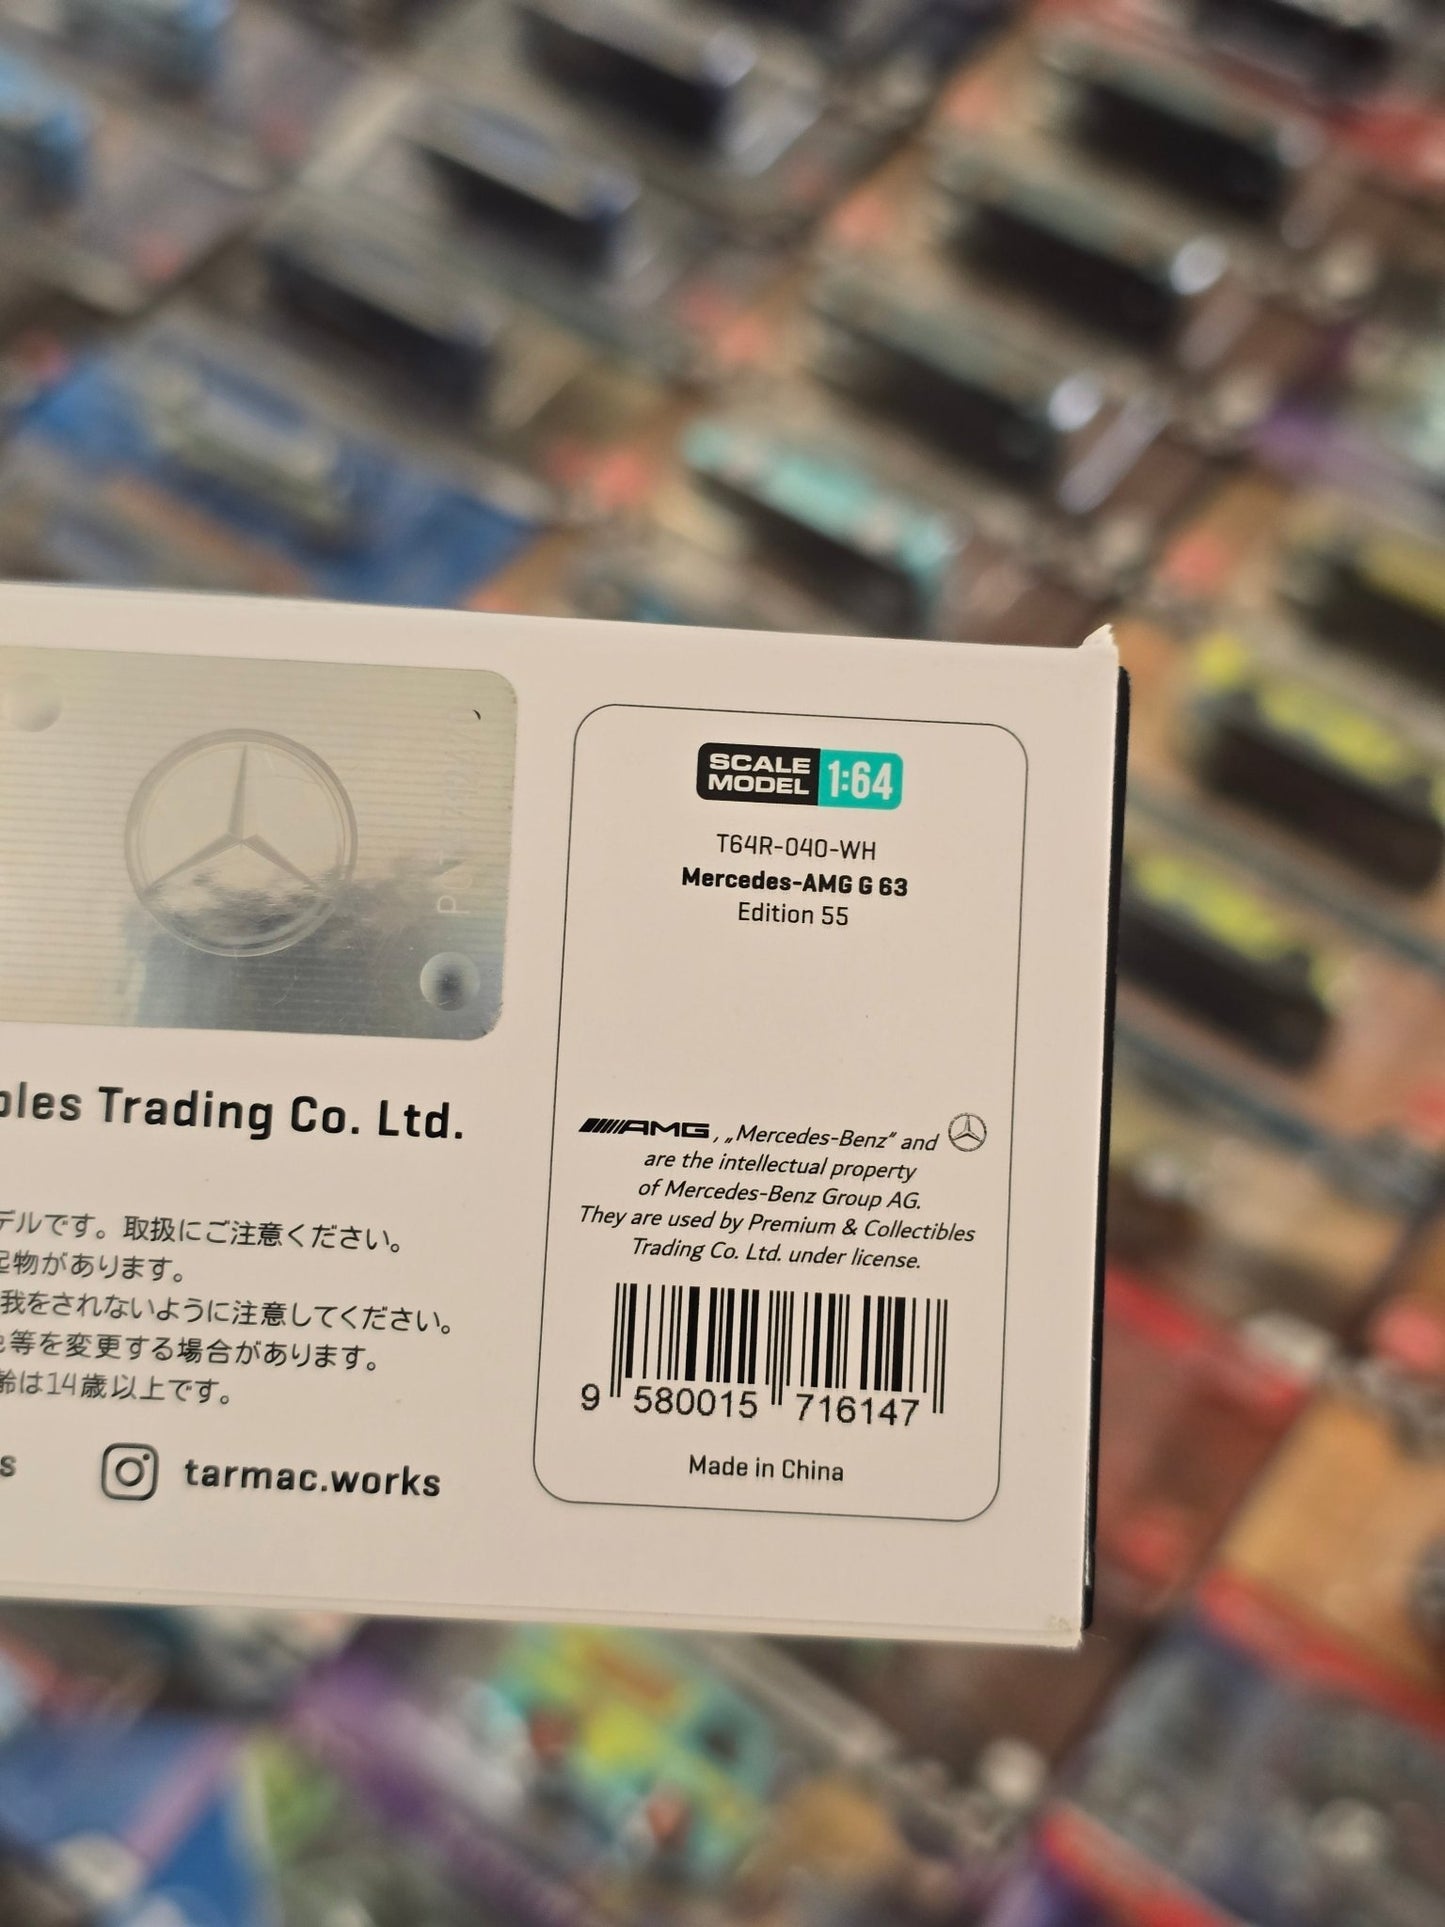 SCALE
MODEL 1:64
T64R-040-WH
Mercedes-AMG G 63
Edition 55
AMG, „Mercedes-Benz" and
are the intellectual property
of Mercedes-Benz Group AG.
They are used by Premium & Collectibles
Trading Co. Ltd. under license.
9 580015 716147
Made in China
bles Trading Co. Ltd.
デルです。取扱にご注意ください。
起物があります。
我をされないように注意してください。
等を変更する場合があります。
齢は14歳以上です。
s
tarmac.works